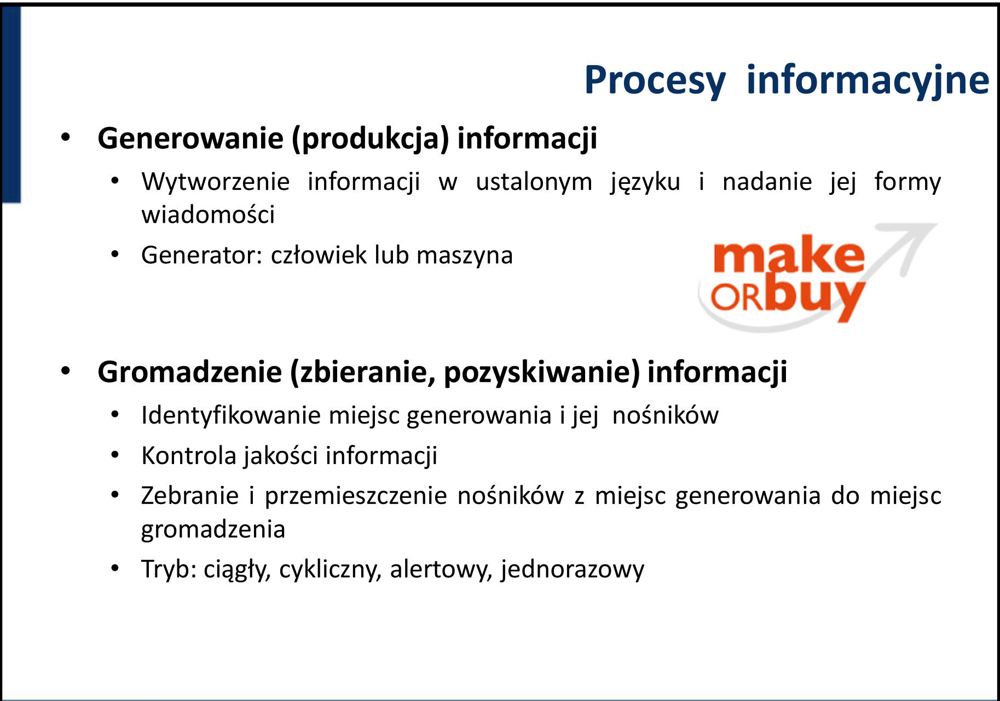 Procesy informacyjne
• Generowanie (produkcja) informacji
• Wytworzenie informacji w ustalonym języku i nadanie jej formy
wiadomości
• Generator: człowiek lub maszyna
make
OR buy
• Gromadzenie (zbieranie, pozyskiwanie) informacji
• Identyfikowanie miejsc generowania i jej nośników
• Kontrola jakości informacji
• Zebranie i przemieszczenie nośników z miejsc generowania do miejsc
gromadzenia
• Tryb: ciągły, cykliczny, alertowy, jednorazowy